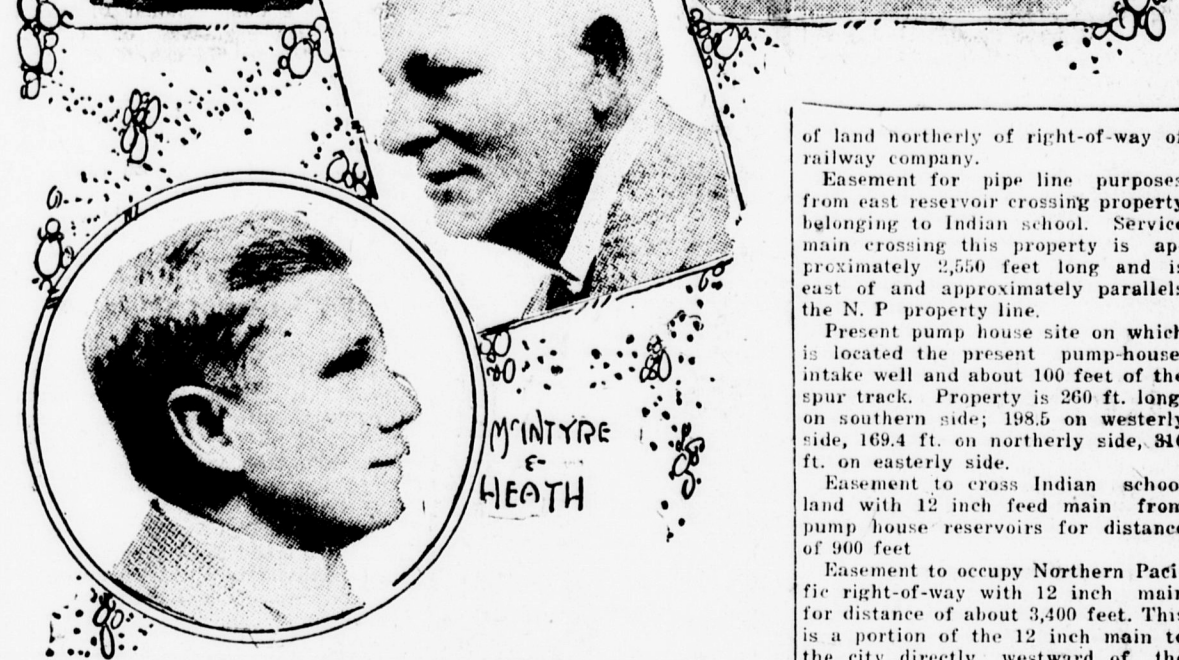 McINTYRE
&
HEATH
of land northerly of right-of-way of
railway company.
Easement for pipe line purposes
from east reservoir crossing property
belonging to Indian school. Service
main crossing this property is ap
proximately 2,550 feet long and is
east of and approximately parallels
the N. P property line.
Present pump house site on which
is located the present pump-house
intake well and about 100 feet of the
spur track. Property is 260 ft. long
on southern side; 198.5 on westerly
side, 169.4 ft. on northerly side,
ft. on easterly side.
Easement to cross Indian school
land with 12 inch feed main from
pump house reservoirs for distance
of 900 feet
Easement to occupy Northern Paci
fic right-of-way with 12 inch main
for distance of about 3,400 feet. This
is a portion of the 12 inch main to
the city directly westward of the